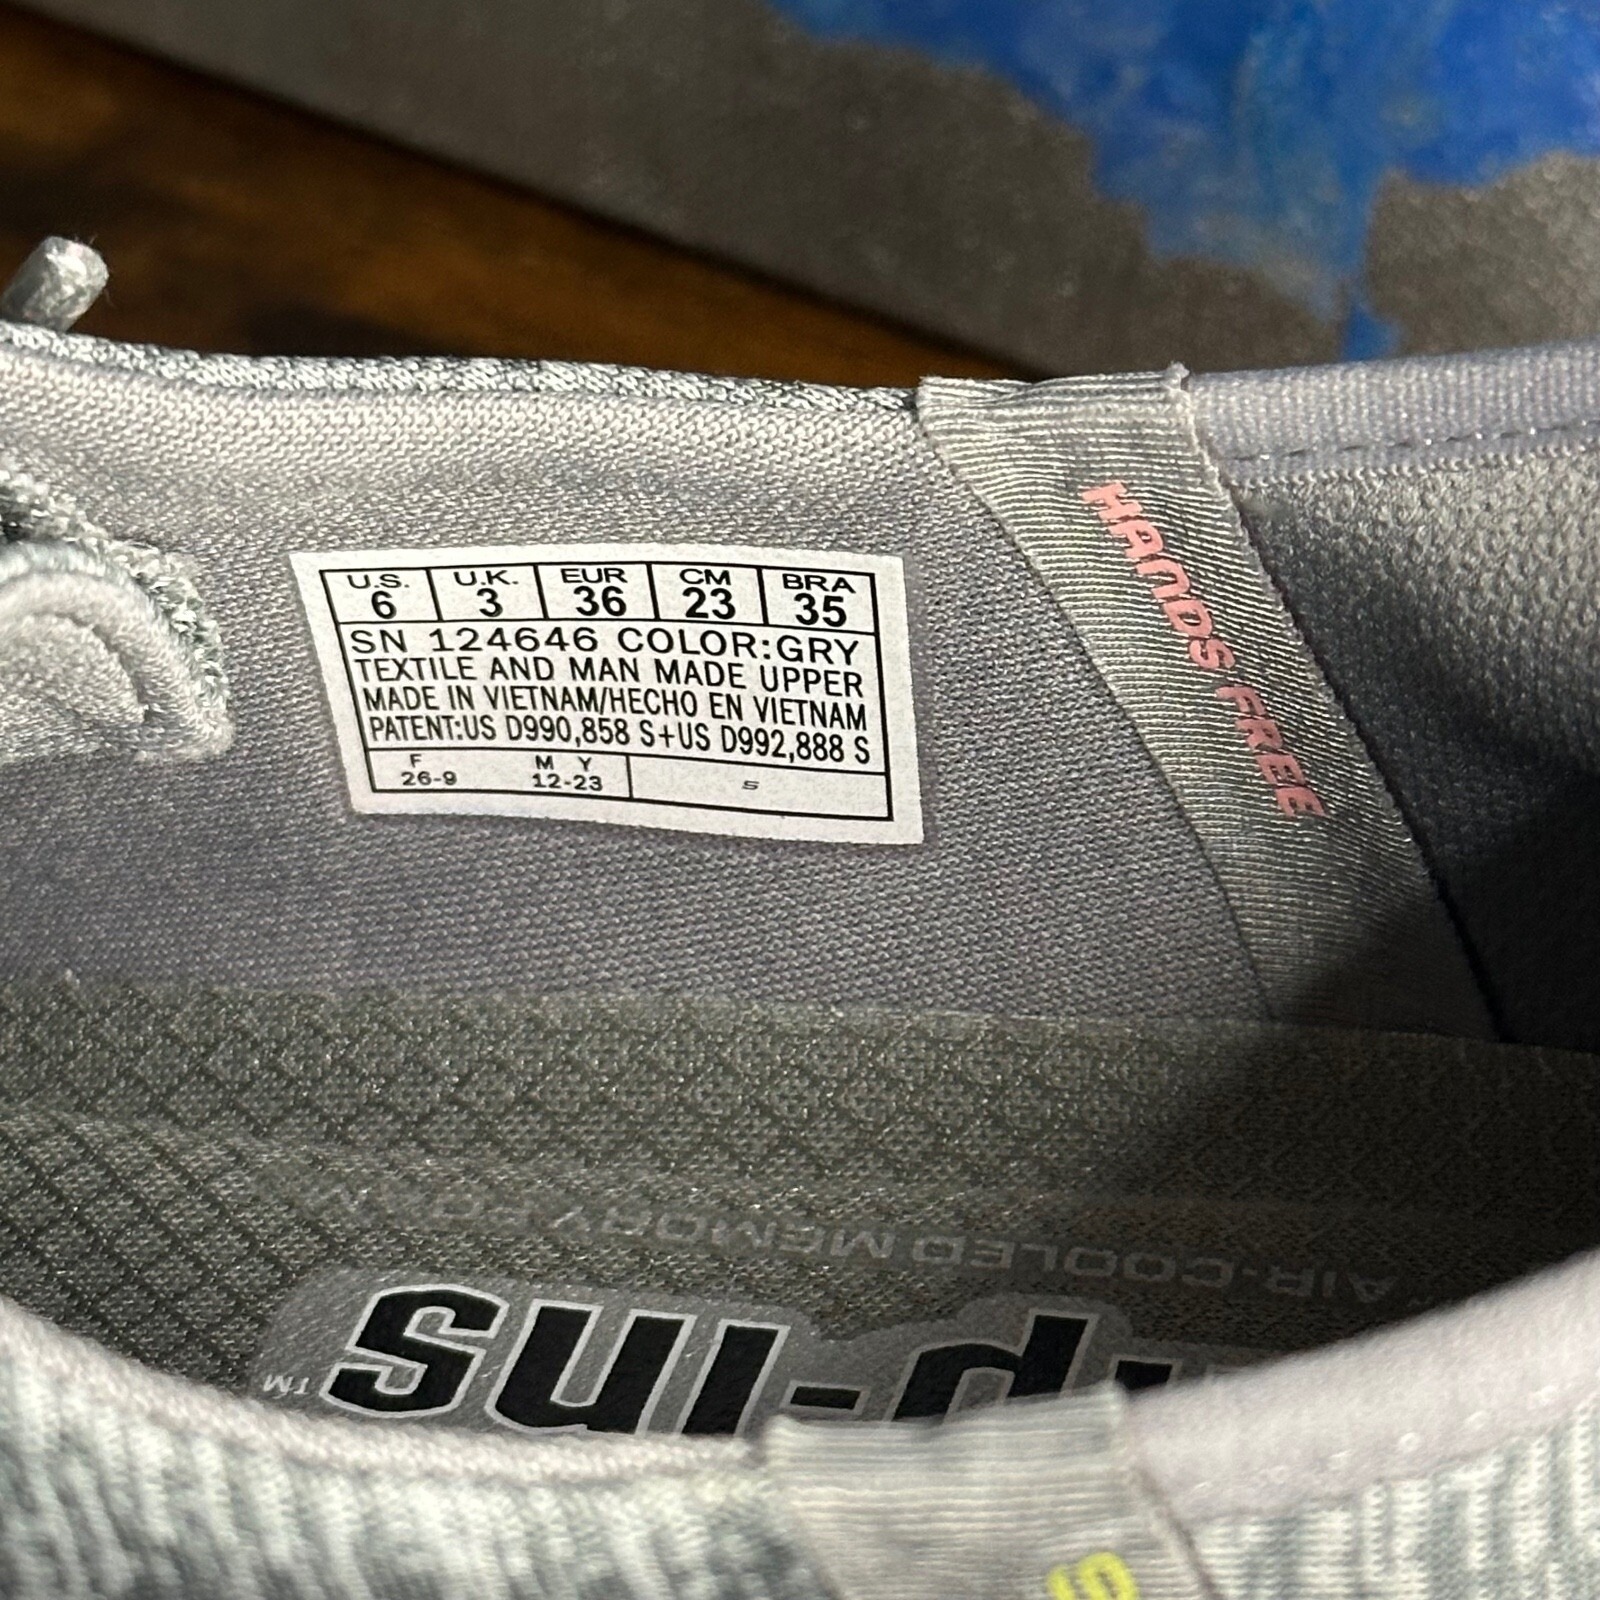 U.S. U.K. EUR CM BRA
6 3 36 23 35
SN 124646 COLOR:GRY
TEXTILE AND MAN MADE UPPER
MADE IN VIETNAM/HECHO EN VIETNAM
PATENT:US D990,858 S+US D992,888 S
F M Y
26-9 12-23 S
HANDS FREE
AIR-COOLED MEMORY FOAM
ip-ins™
S